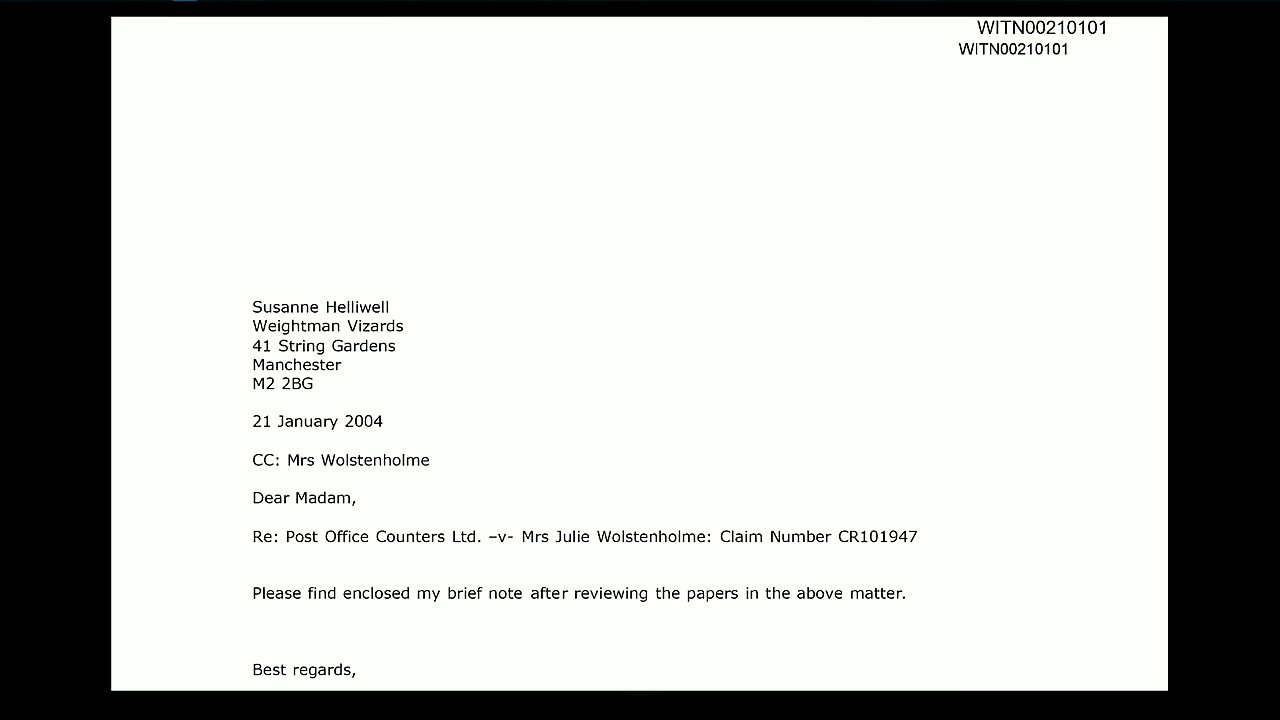 WITN00210101
WITN00210101
Susanne Helliwell
Weightman Vizards
41 String Gardens
Manchester
M2 2BG
21 January 2004
CC: Mrs Wolstenholme
Dear Madam,
Re: Post Office Counters Ltd. –v- Mrs Julie Wolstenholme: Claim Number CR101947
Please find enclosed my brief note after reviewing the papers in the above matter.
Best regards,